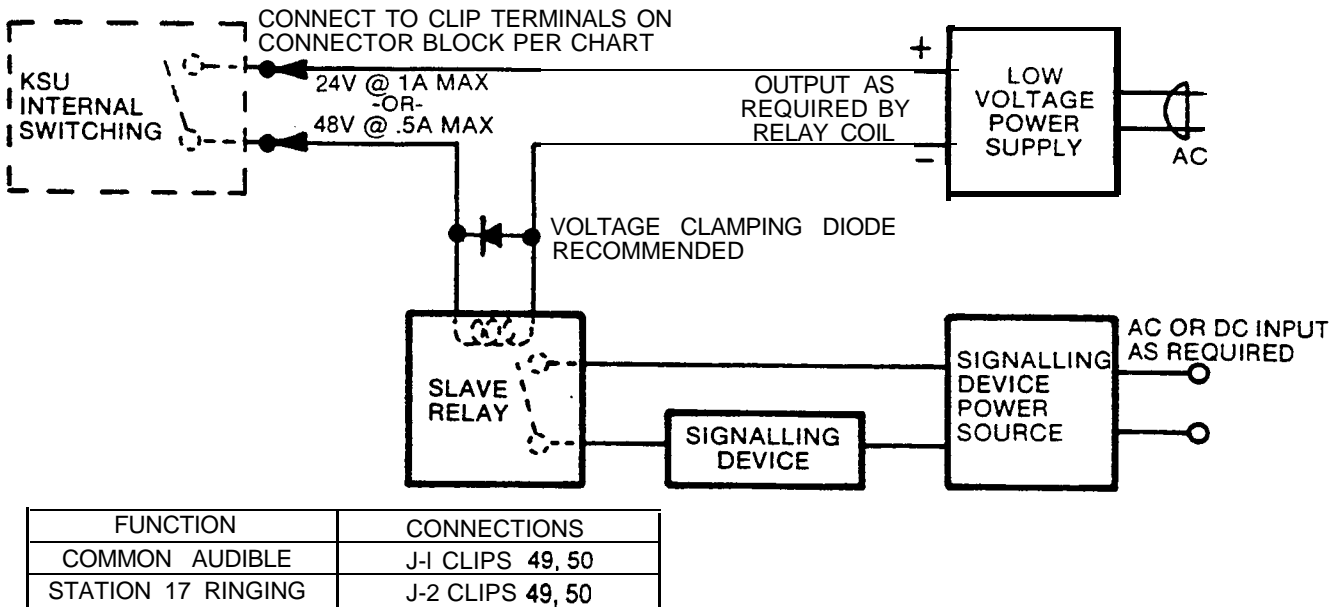 CONNECT TO CLIP TERMINALS ON
CONNECTOR BLOCK PER CHART
KSU
INTERNAL
SWITCHING
24V @ 1A MAX
-OR-
48V @ .5A MAX
+
OUTPUT AS
REQUIRED BY
RELAY COIL
–
LOW
VOLTAGE
POWER
SUPPLY
AC
VOLTAGE CLAMPING DIODE
RECOMMENDED
SLAVE
RELAY
SIGNALLING
DEVICE
SIGNALLING
DEVICE
POWER
SOURCE
AC OR DC INPUT
AS REQUIRED
FUNCTION CONNECTIONS
COMMON AUDIBLE J-I CLIPS 49, 50
STATION 17 RINGING J-2 CLIPS 49, 50